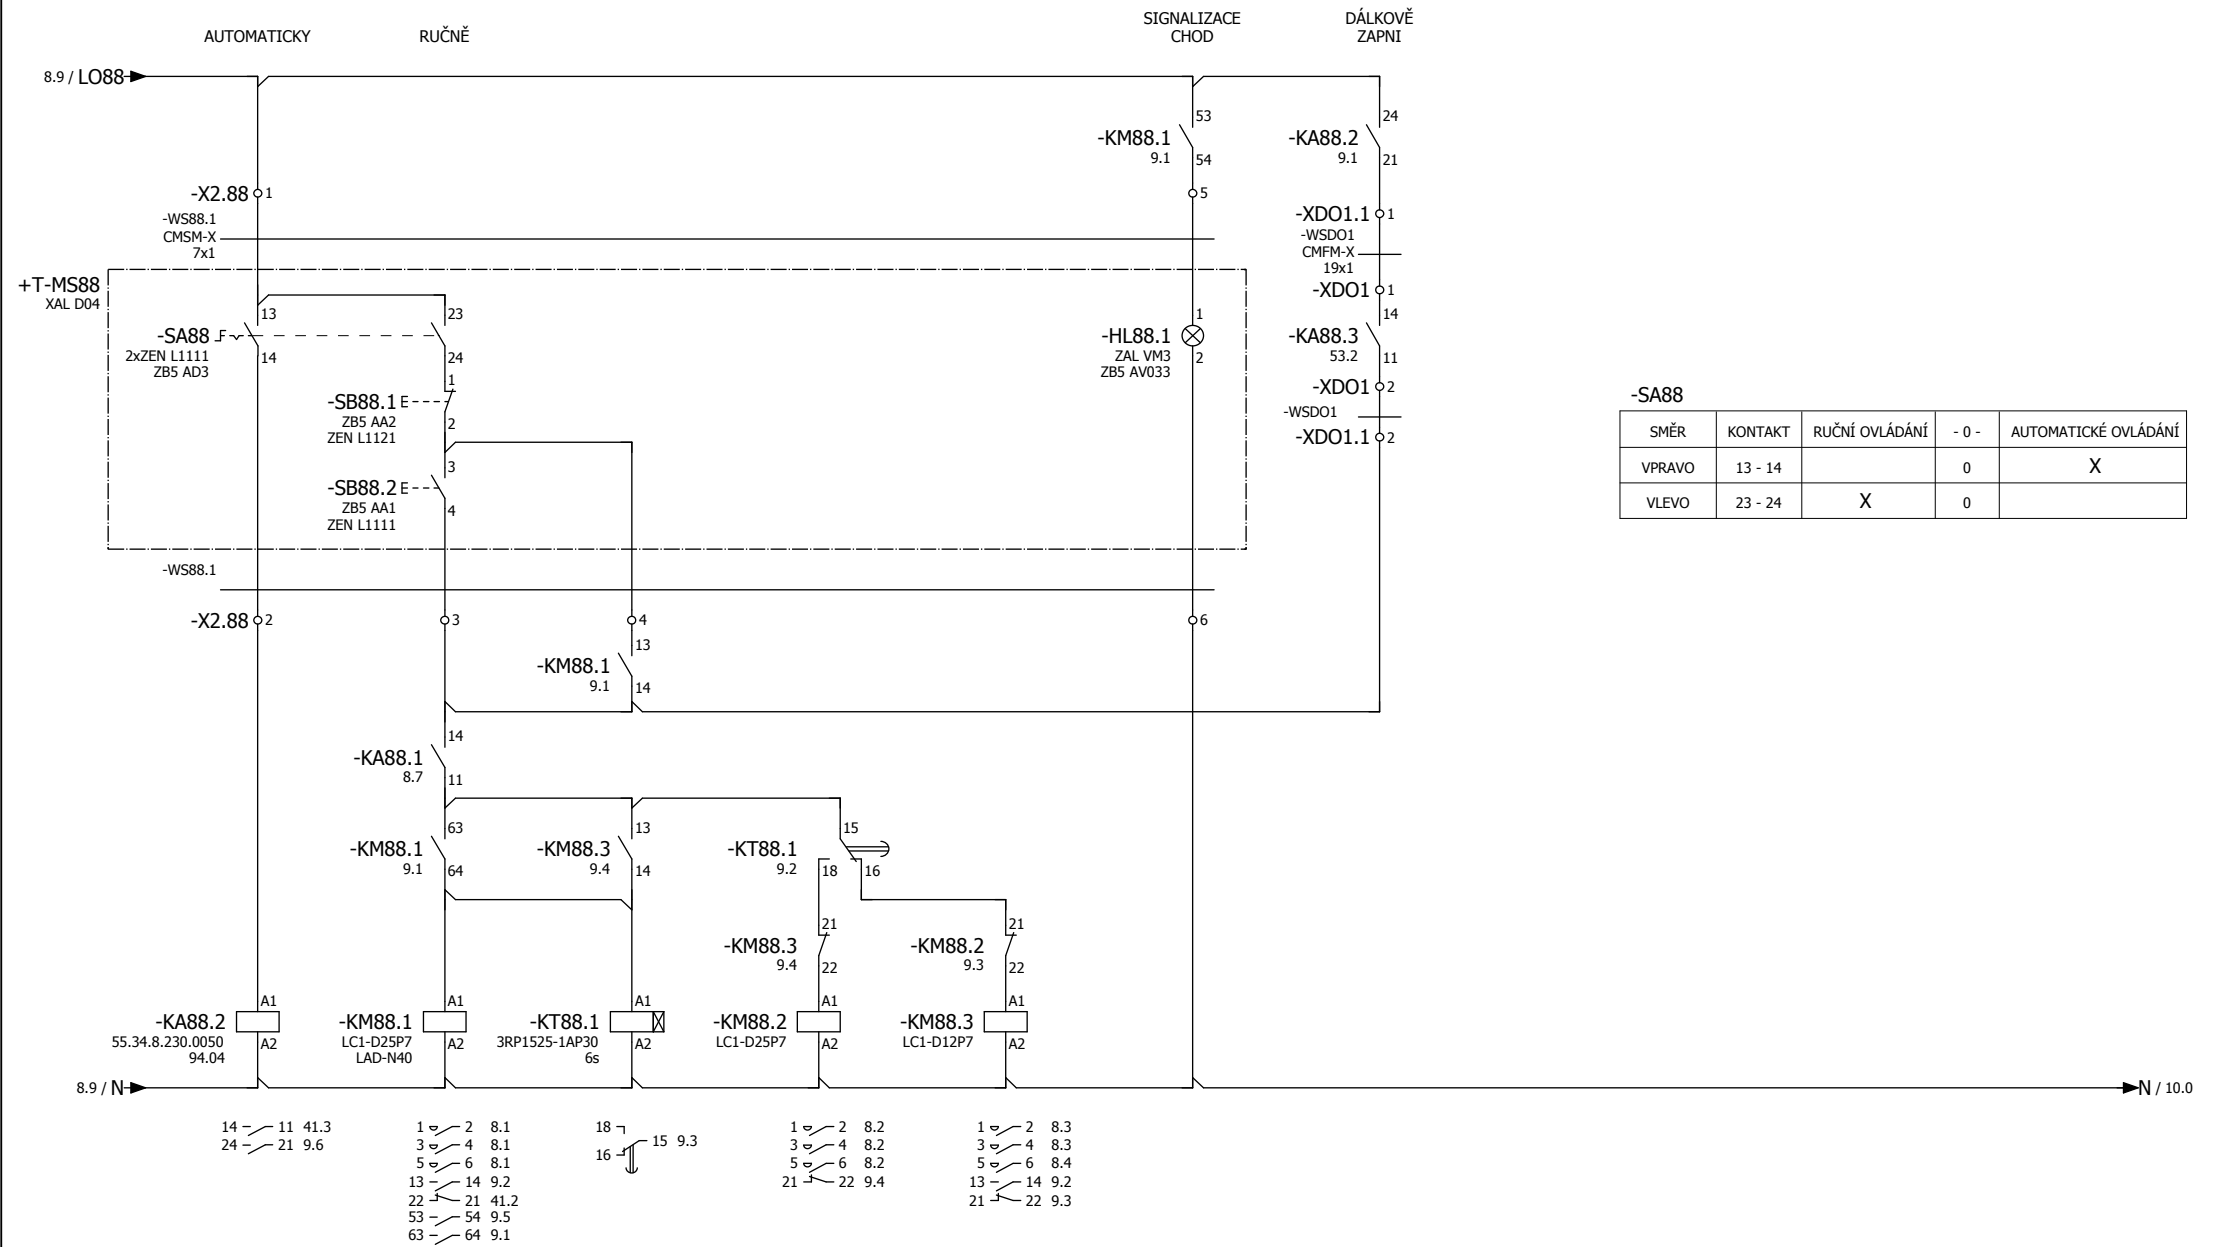 AUTOMATICKY
RUČNĚ
SIGNALIZACE
CHOD
DÁLKOVĚ
ZAPNI
8.9 / LO88
53
-KM88.1
9.1
54
24
-KA88.2
9.1
21
-X2.88
1
5
-XDO1.1
1
-WS88.1
CMSM-X
7x1
-WSDO1
CMFM-X
19x1
+T-MS88
XAL D04
-XDO1
1
13
23
1
14
-SA88
2xZEN L1111
ZB5 AD3
14
24
-HL88.1
ZAL VM3
ZB5 AV033
2
-KA88.3
53.2
11
1
-SB88.1
ZB5 AA2
ZEN L1121
2
-XDO1
2
-WSDO1
-XDO1.1
2
3
-SB88.2
ZB5 AA1
ZEN L1111
4
-SA88
SMĚR KONTAKT RUČNÍ OVLÁDÁNÍ - 0 - AUTOMATICKÉ OVLÁDÁNÍ
VPRAVO 13 - 14 0 X
VLEVO 23 - 24 X 0
-WS88.1
-X2.88
2
3
4
6
13
-KM88.1
9.1
14
14
-KA88.1
8.7
11
63
-KM88.1
9.1
64
13
-KM88.3
9.4
14
15
-KT88.1
9.2
18
16
21
-KM88.3
9.4
22
21
-KM88.2
9.3
22
A1
-KA88.2
55.34.8.230.0050
94.04
A2
A1
-KM88.1
LC1-D25P7
LAD-N40
A2
A1
-KT88.1
3RP1525-1AP30
6s
A2
A1
-KM88.2
LC1-D25P7
A2
A1
-KM88.3
LC1-D12P7
A2
8.9 / N
N / 10.0
14 11 41.3
24 21 9.6
1 2 8.1
3 4 8.1
5 6 8.1
13 14 9.2
22 21 41.2
53 54 9.5
63 64 9.1
18
15 9.3
16
1 2 8.2
3 4 8.2
5 6 8.2
21 22 9.4
1 2 8.3
3 4 8.3
5 6 8.4
13 14 9.2
21 22 9.3